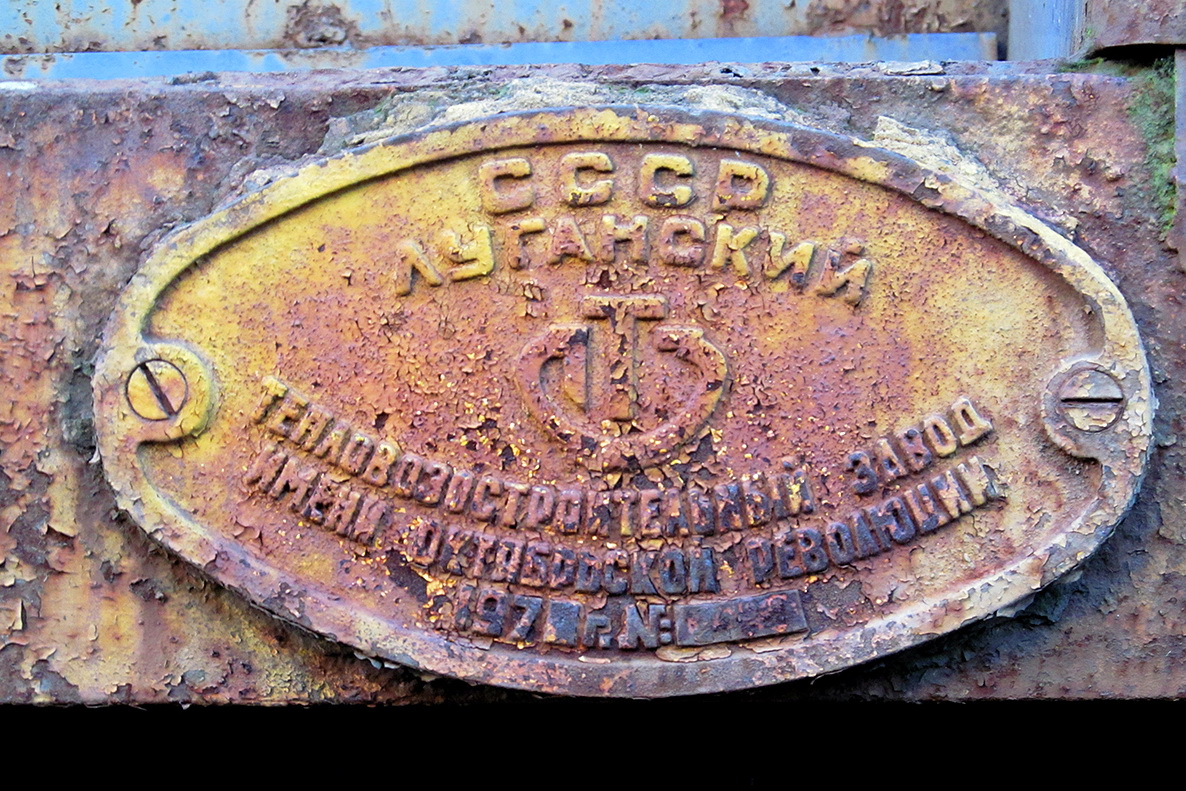 СССР
ЛУГАНСКИЙ
ТЕПЛОВОЗОСТРОИТЕЛЬНЫЙ ЗАВОД
ИМЕНИ ОКТЯБРЬСКОЙ РЕВОЛЮЦИИ
г. №